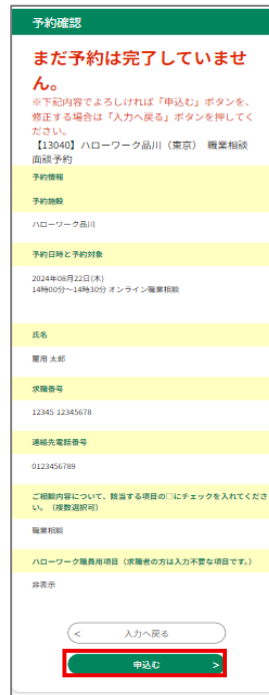 予約確認
まだ予約は完了していませ
ん。
※下記内容でよろしければ「申込む」ボタンを、
修正する場合は「入力へ戻る」ボタンを押してく
ださい。
【13040】ハローワーク品川（東京） 職業相談
面談予約
予約情報
予約施設
ハローワーク品川
予約日時と予約対象
2024年08月22日(木)
14時00分～14時30分 オンライン職業相談
氏名
雇用 太郎
求職番号
12345 12345678
連絡先電話番号
0123456789
ご相談内容について、該当する項目の□にチェックを入れてくださ
い。（複数選択可）
職業相談
ハローワーク職員用項目（求職者の方は入力不要な項目です。）
非表示
< 入力へ戻る
申込む >